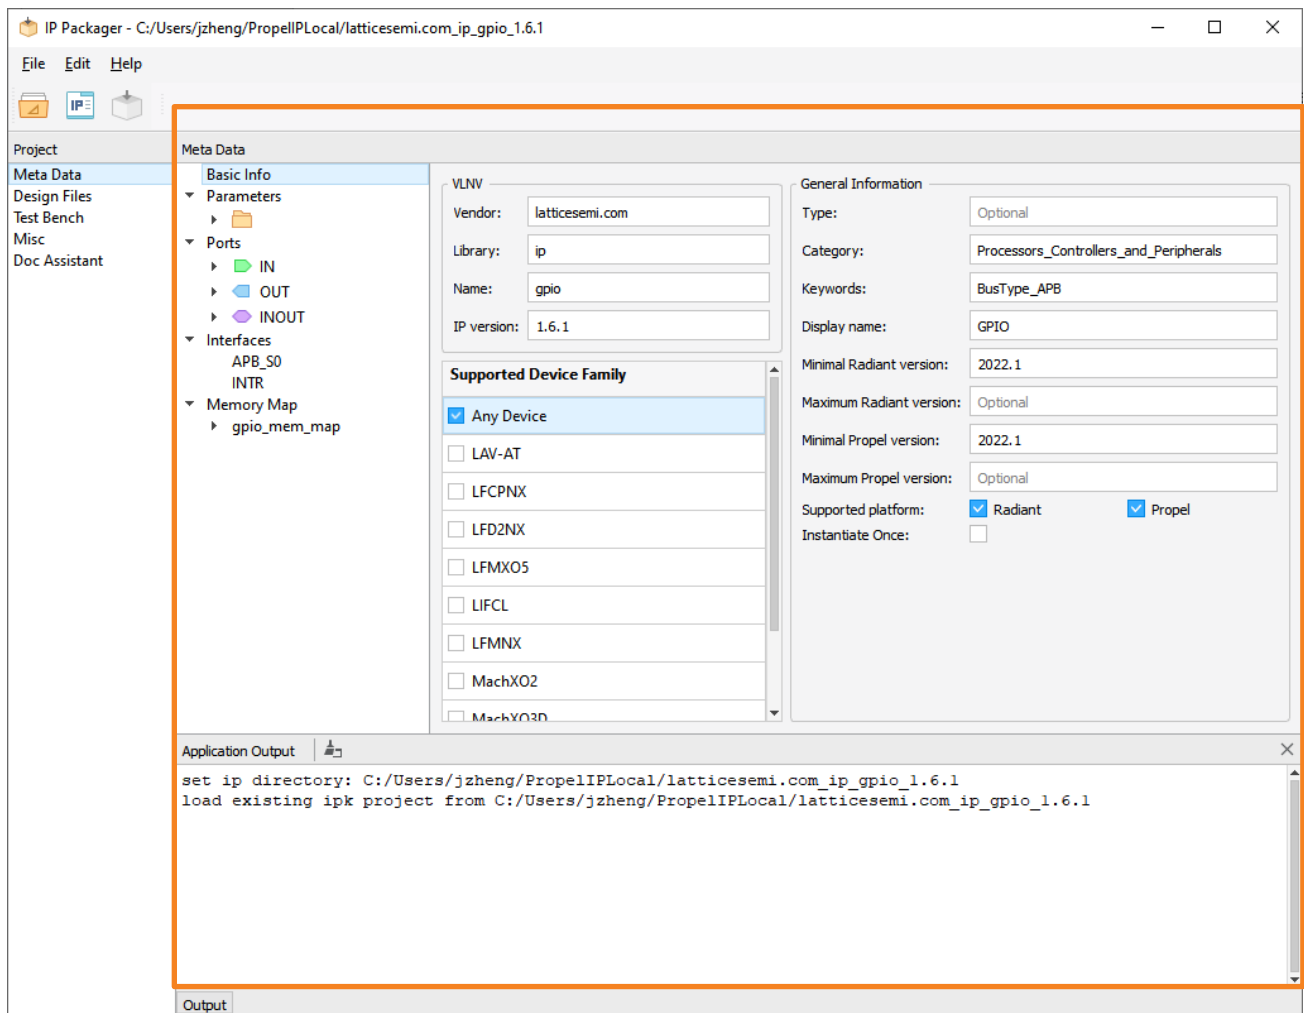 IP Packager - C:/Users/jzheng/PropelIPLocal/latticesemi.com_ip_gpio_1.6.1
File Edit Help
IP
Project
Meta Data
Design Files
Test Bench
Misc
Doc Assistant
Meta Data
Basic Info
Parameters
Ports
IN
OUT
INOUT
Interfaces
APB_S0
INTR
Memory Map
gpio_mem_map
VLNV
Vendor: latticesemi.com
Library: ip
Name: gpio
IP version: 1.6.1
Supported Device Family
Any Device
LAV-AT
LFCPNX
LFD2NX
LFMXO5
LIFCL
LFMNX
MachXO2
MachXO3D
General Information
Type: Optional
Category: Processors_Controllers_and_Peripherals
Keywords: BusType_APB
Display name: GPIO
Minimal Radiant version: 2022.1
Maximum Radiant version: Optional
Minimal Propel version: 2022.1
Maximum Propel version: Optional
Supported platform: Radiant Propel
Instantiate Once:
Application Output
set ip directory: C:/Users/jzheng/PropelIPLocal/latticesemi.com_ip_gpio_1.6.1
load existing ipk project from C:/Users/jzheng/PropelIPLocal/latticesemi.com_ip_gpio_1.6.1
Output